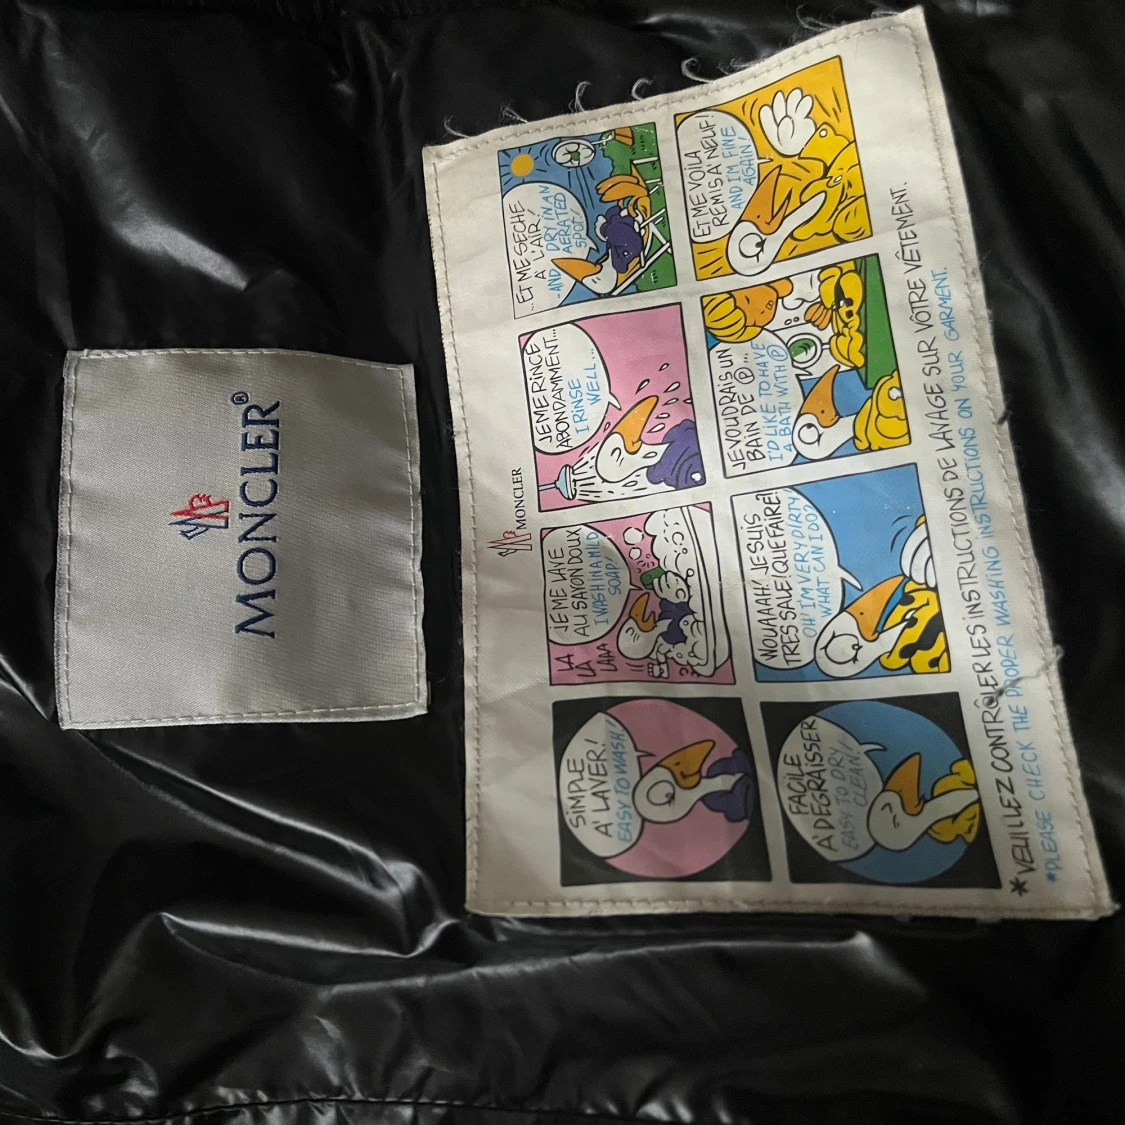 MONCLER®
MONCLER
SIMPLE
A' LAVER!
EASY TO WASH!
JE ME LAVE
AU SAVON DOUX
I WASH IN A MILD
SOAP!
LA
LA
LAAA
JE ME RINCE
ABONDAMMENT...
I RINSE
WELL...
...ET ME SECHE
A L'AIR!
...AND DRY IN AN
AERATED
SPOT.
FACILE
A' DEGRAISSER
EASY TO DRY
CLEAN!
NOUAAAH! JE SUIS
TRES SALE! QUE FAIRE!
OH! I'M VERY DIRTY!
WHAT CAN I DO?
JE VOUDRAIS UN
BAIN DE Ⓟ...
I'D LIKE TO HAVE
A BATH WITH Ⓟ
ET ME VOILA
REMIS A' NEUF!
AND I'M FINE
AGAIN!
*VEUILLEZ CONTRÔLER LES INSTRUCTIONS DE LAVAGE SUR VÔTRE VÊTEMENT.
*PLEASE CHECK THE PROPER WASHING INSTRUCTIONS ON YOUR GARMENT.